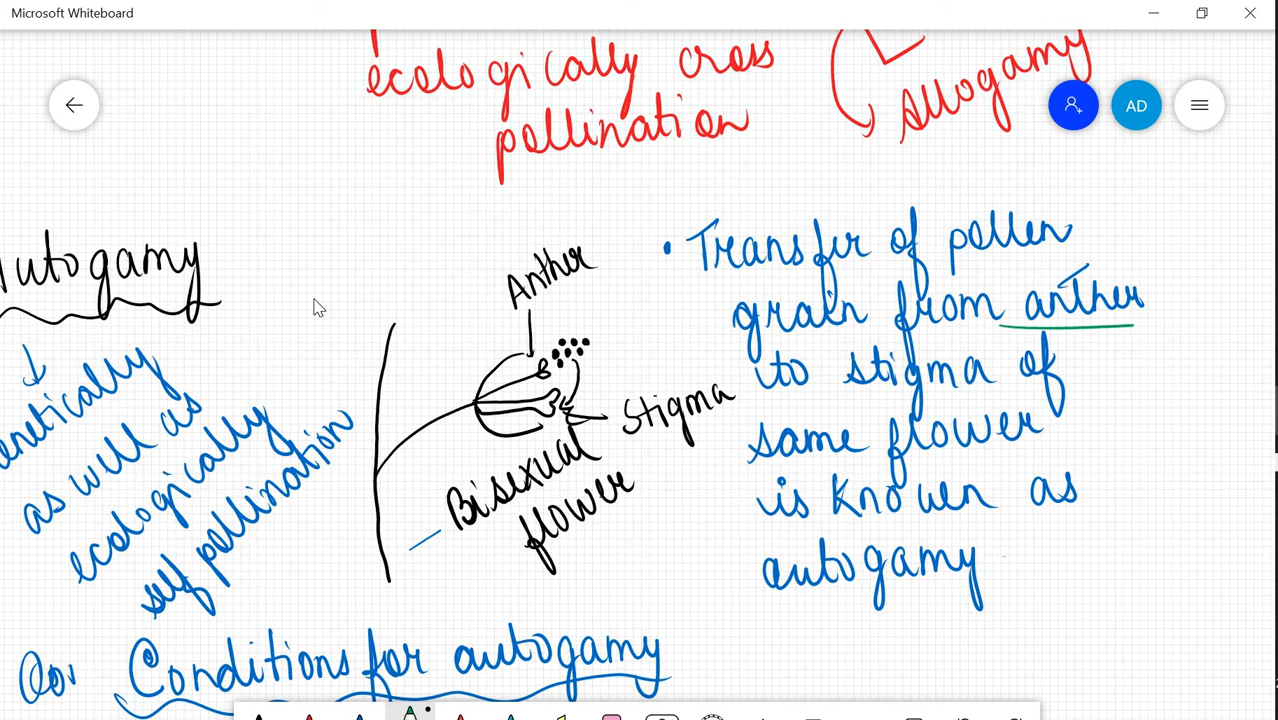 Microsoft Whiteboard
ecologically cross
pollination
allogamy
AD
Autogamy
enetically
as well as
ecologically
self pollination
Anther
Stigma
Bisexual
flower
• Transfer of pollen
grain from anther
to stigma of
same flower
is known as
autogamy
Conditions for autogamy